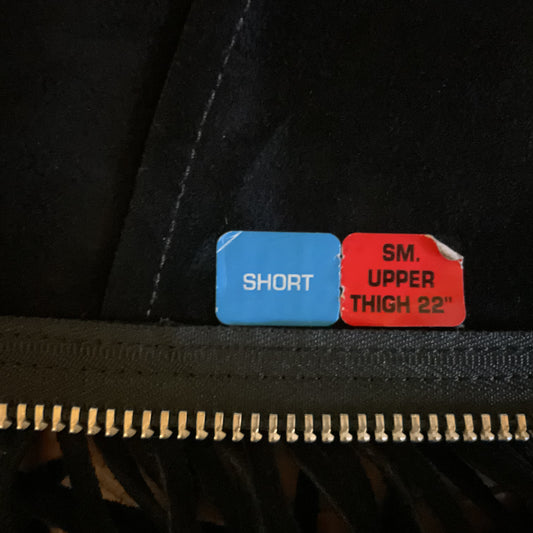 SHORT
SM.
UPPER
THIGH 22"